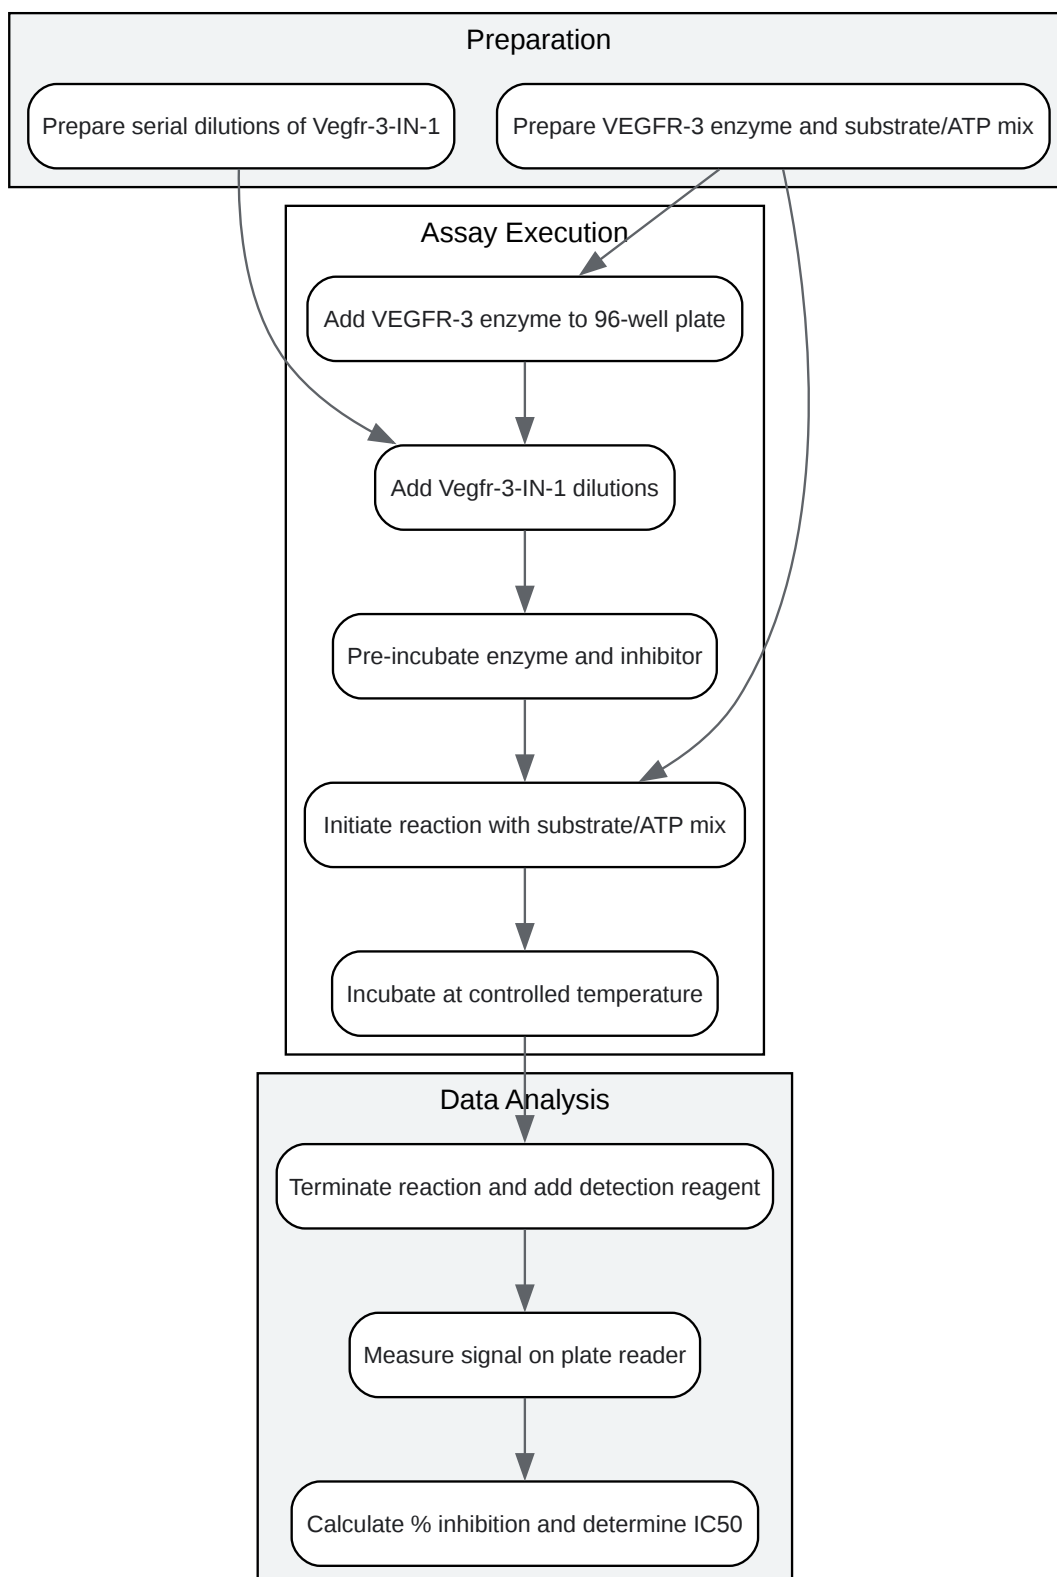 Preparation
Prepare serial dilutions of Vegfr-3-IN-1
Prepare VEGFR-3 enzyme and substrate/ATP mix
Assay Execution
Add VEGFR-3 enzyme to 96-well plate
Add Vegfr-3-IN-1 dilutions
Pre-incubate enzyme and inhibitor
Initiate reaction with substrate/ATP mix
Incubate at controlled temperature
Data Analysis
Terminate reaction and add detection reagent
Measure signal on plate reader
Calculate % inhibition and determine IC50